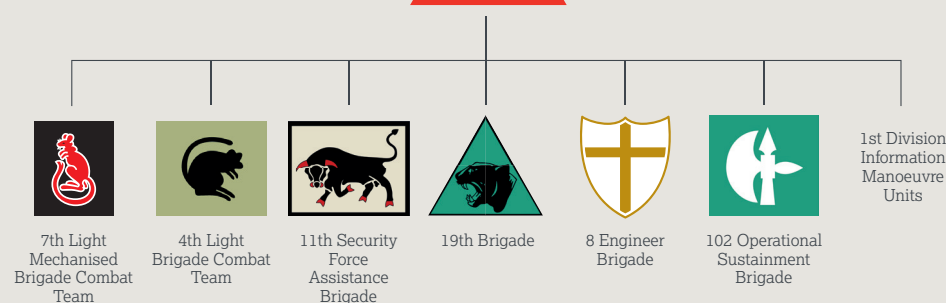 7th Light
Mechanised
Brigade Combat
Team
4th Light
Brigade Combat
Team
11th Security
Force
Assistance
Brigade
19th Brigade
8 Engineer
Brigade
102 Operational
Sustainment
Brigade
1st Division
Information
Manoeuvre
Units